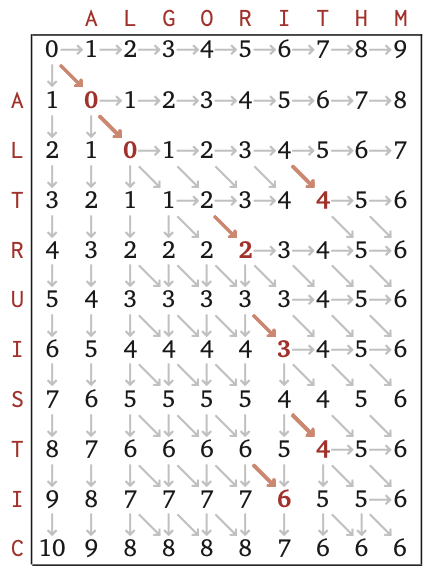 A L G O R I T H M
0 1 2 3 4 5 6 7 8 9
A 1 0 1 2 3 4 5 6 7 8
L 2 1 0 1 2 3 4 5 6 7
T 3 2 1 1 2 3 4 4 5 6
R 4 3 2 2 2 2 3 4 5 6
U 5 4 3 3 3 3 3 4 5 6
I 6 5 4 4 4 4 3 4 5 6
S 7 6 5 5 5 5 4 4 5 6
T 8 7 6 6 6 6 5 4 5 6
I 9 8 7 7 7 7 6 5 5 6
C 10 9 8 8 8 8 7 6 6 6